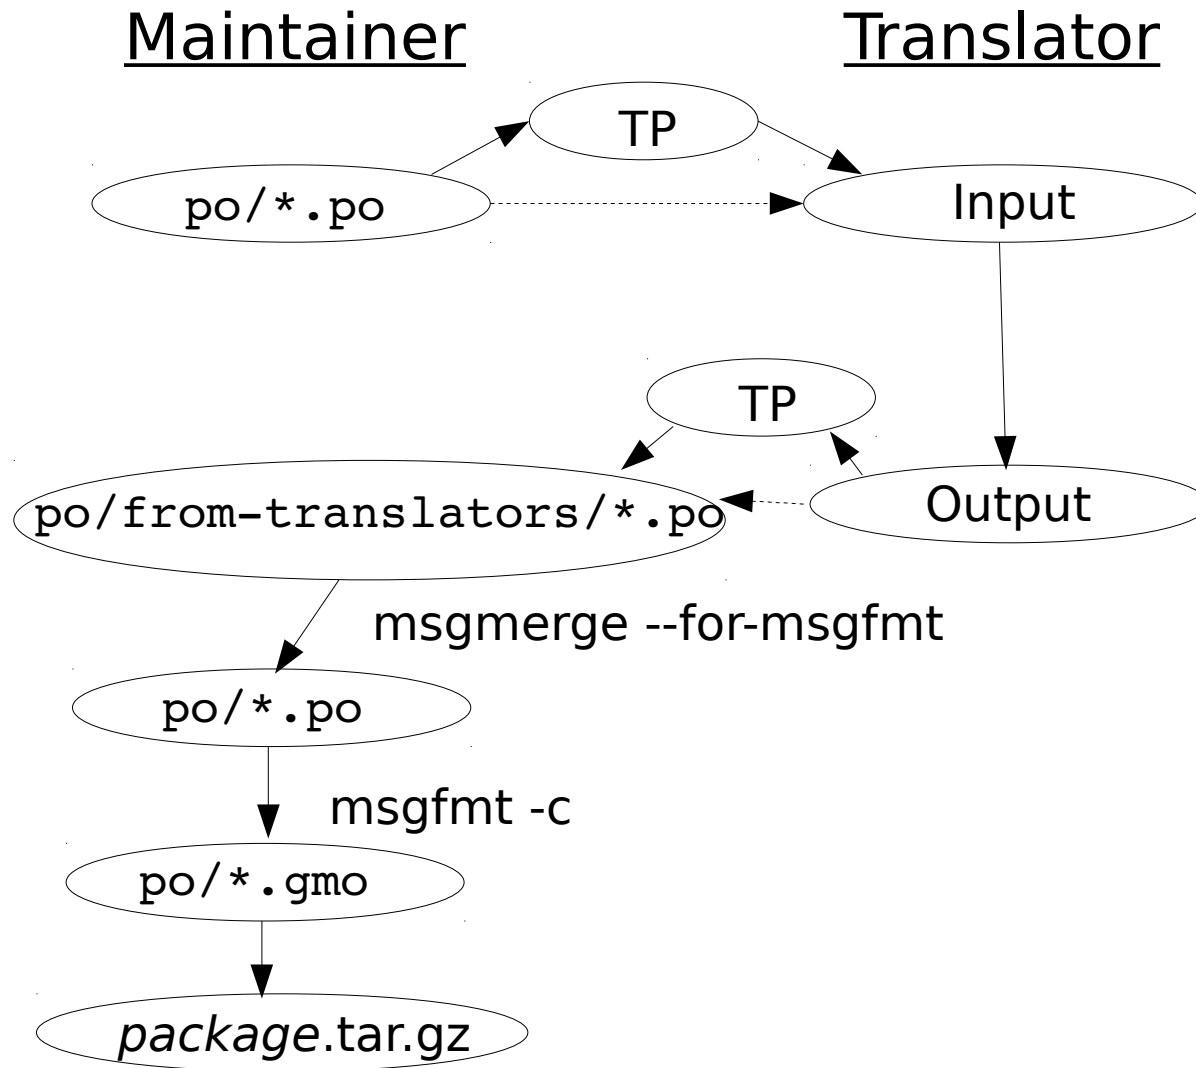 Maintainer
Translator
TP
po/*.po
Input
TP
po/from-translators/*.po
Output
msgmerge --for-msgfmt
po/*.po
msgfmt -c
po/*.gmo
package.tar.gz